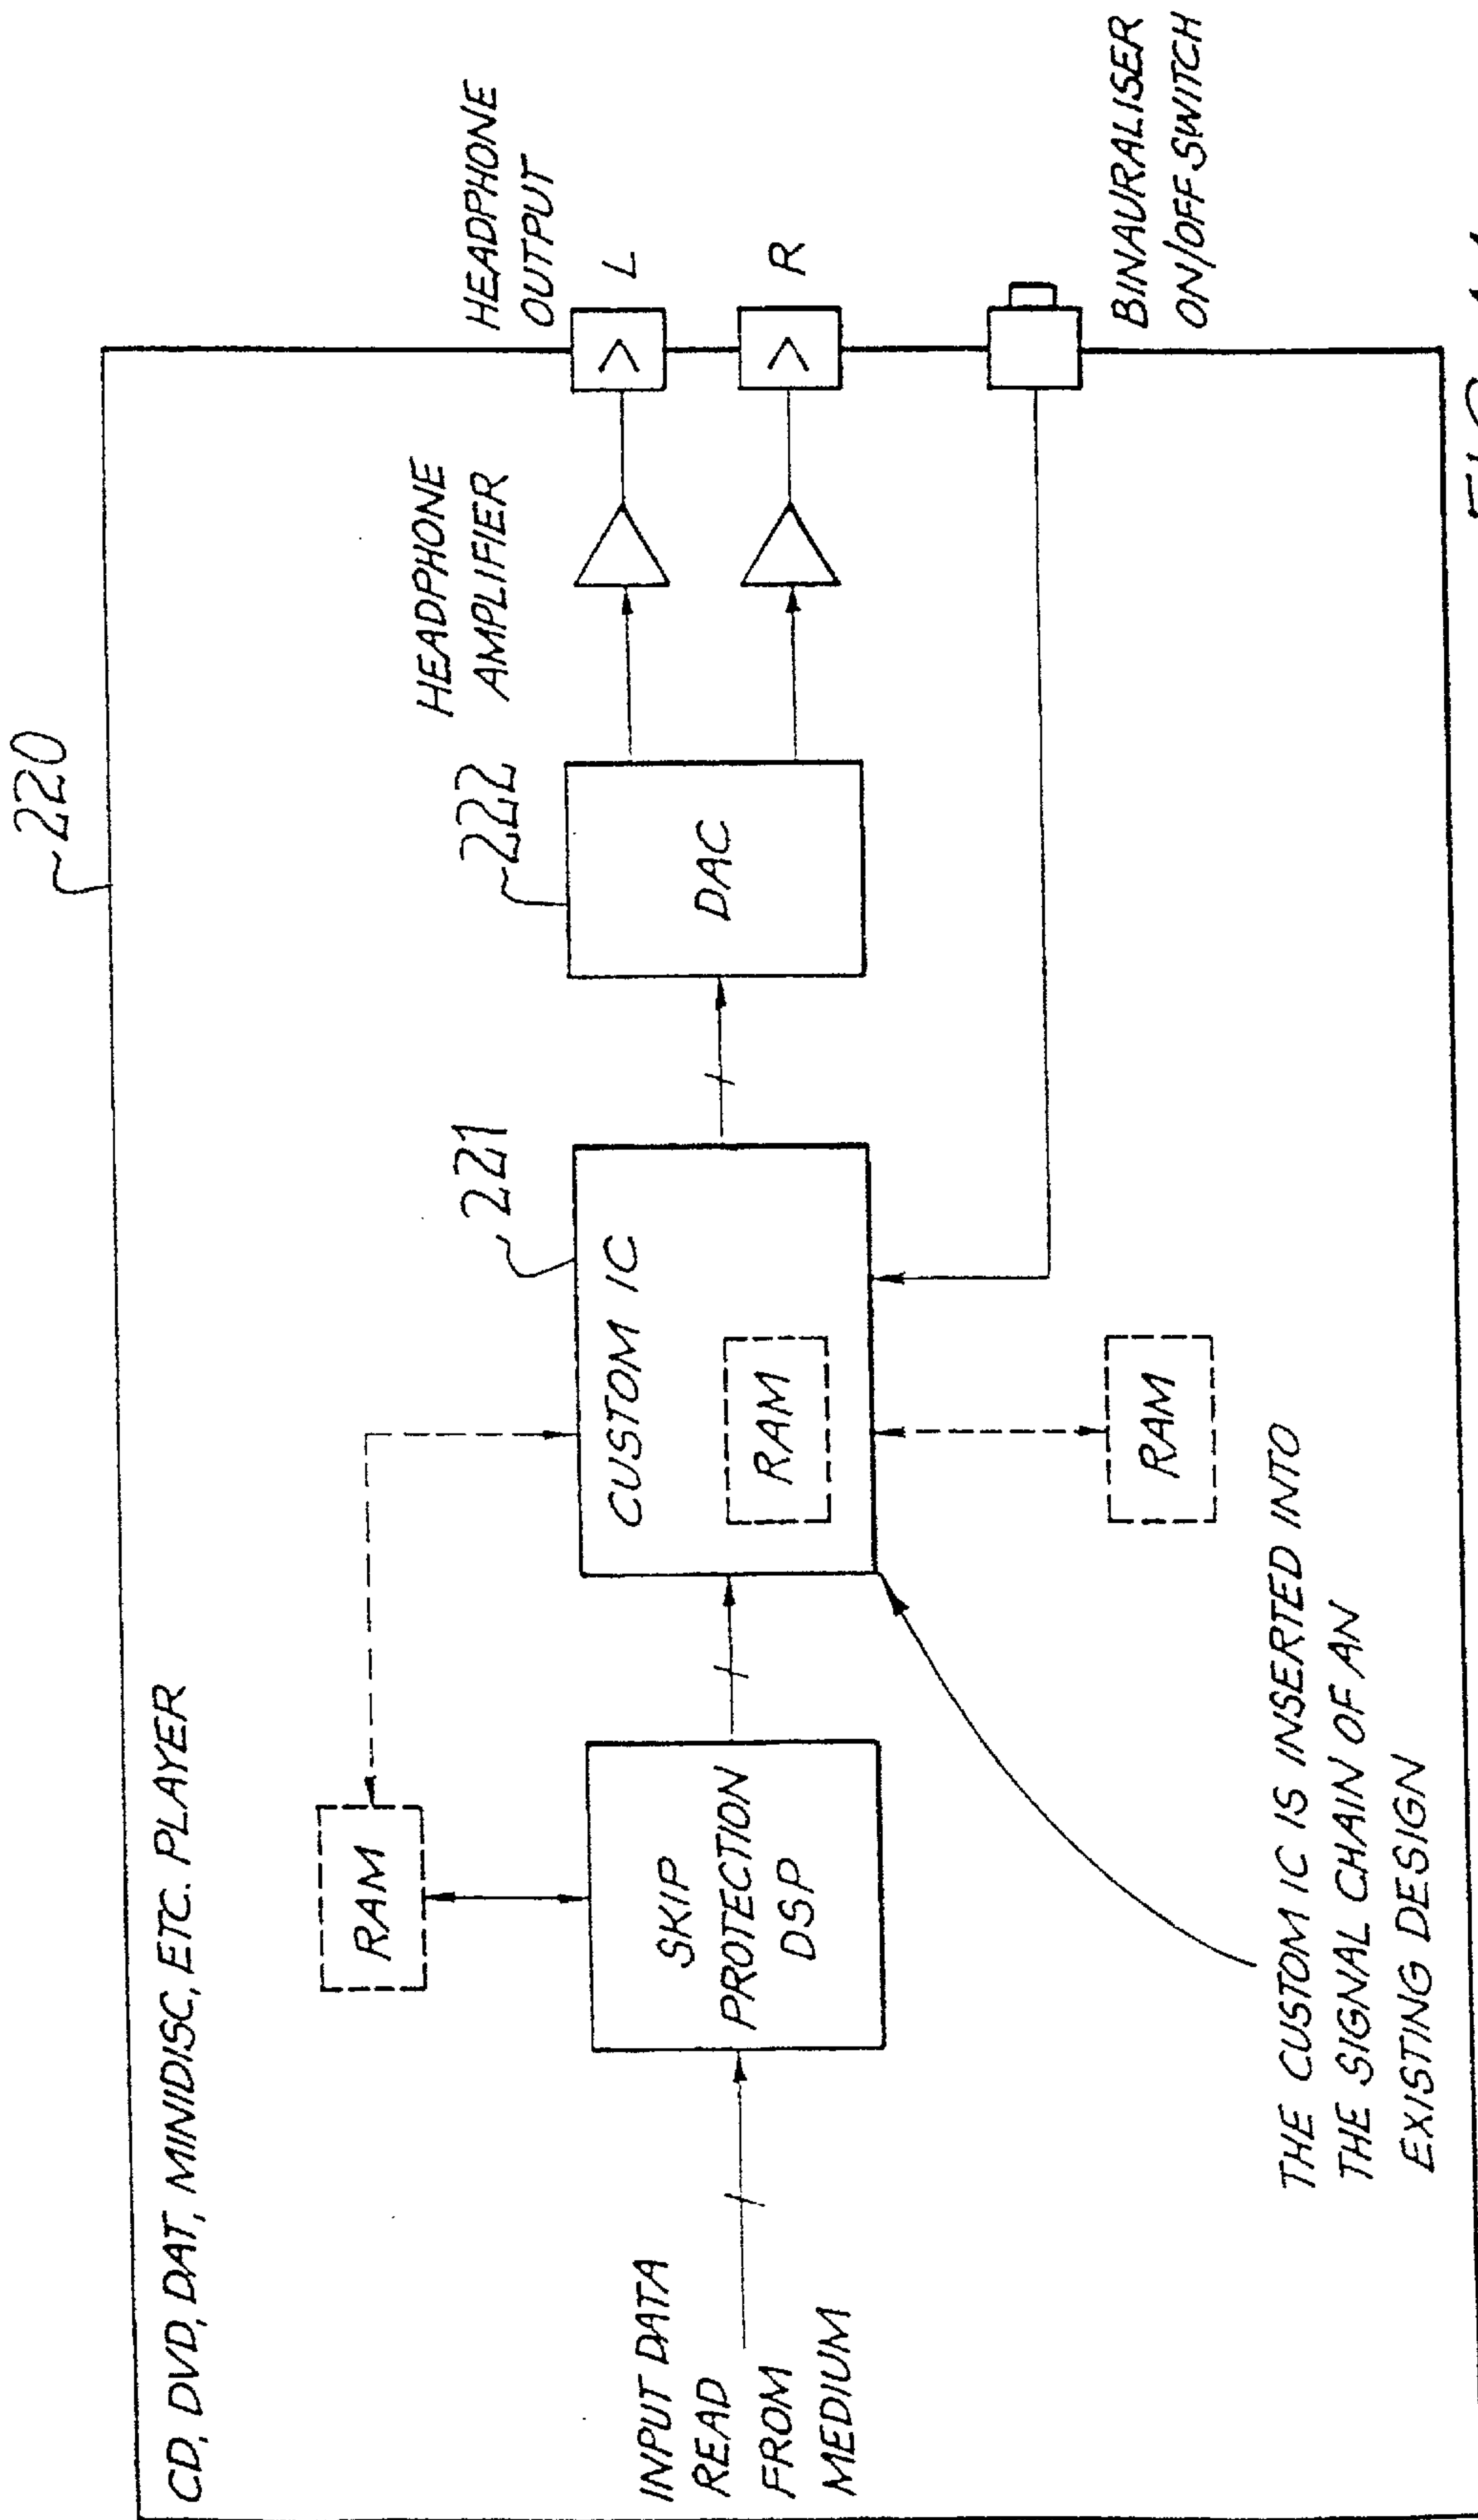 220
CD, DVD, DAT, MINIDISC, ETC. PLAYER
HEADPHONE
OUTPUT
HEADPHONE
AMPLIFIER
L
R
222
DAC
221
CUSTOM IC
RAM
RAM
RAM
SKIP
PROTECTION
DSP
INPUT DATA
READ
FROM
MEDIUM
BINAURALISER
ON/OFF SWITCH
THE CUSTOM IC IS INSERTED INTO
THE SIGNAL CHAIN OF AN
EXISTING DESIGN